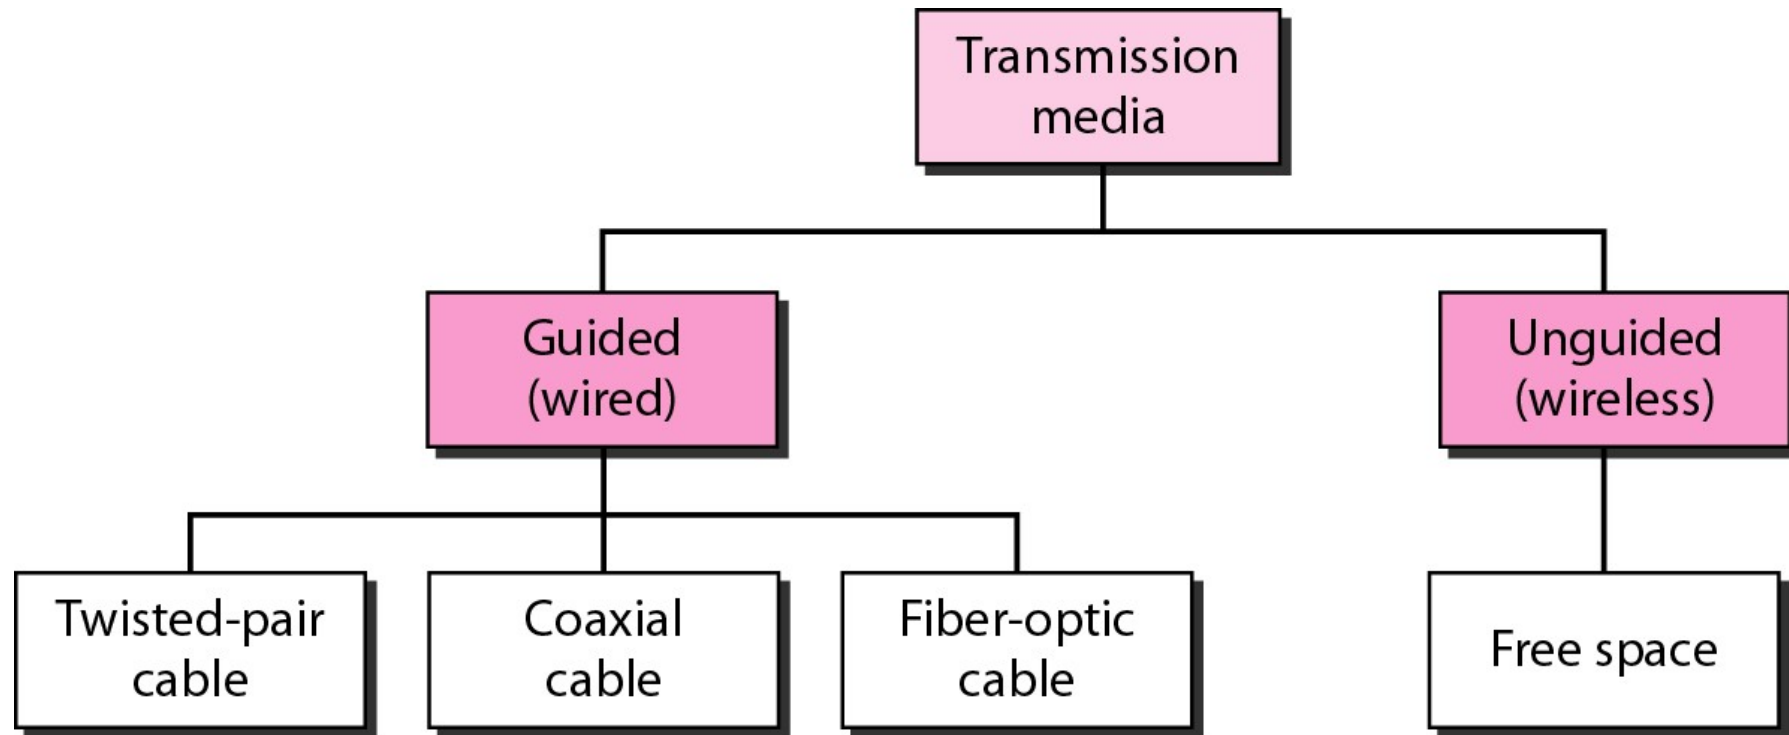 Transmission
media
Guided
(wired)
Unguided
(wireless)
Twisted-pair
cable
Coaxial
cable
Fiber-optic
cable
Free space